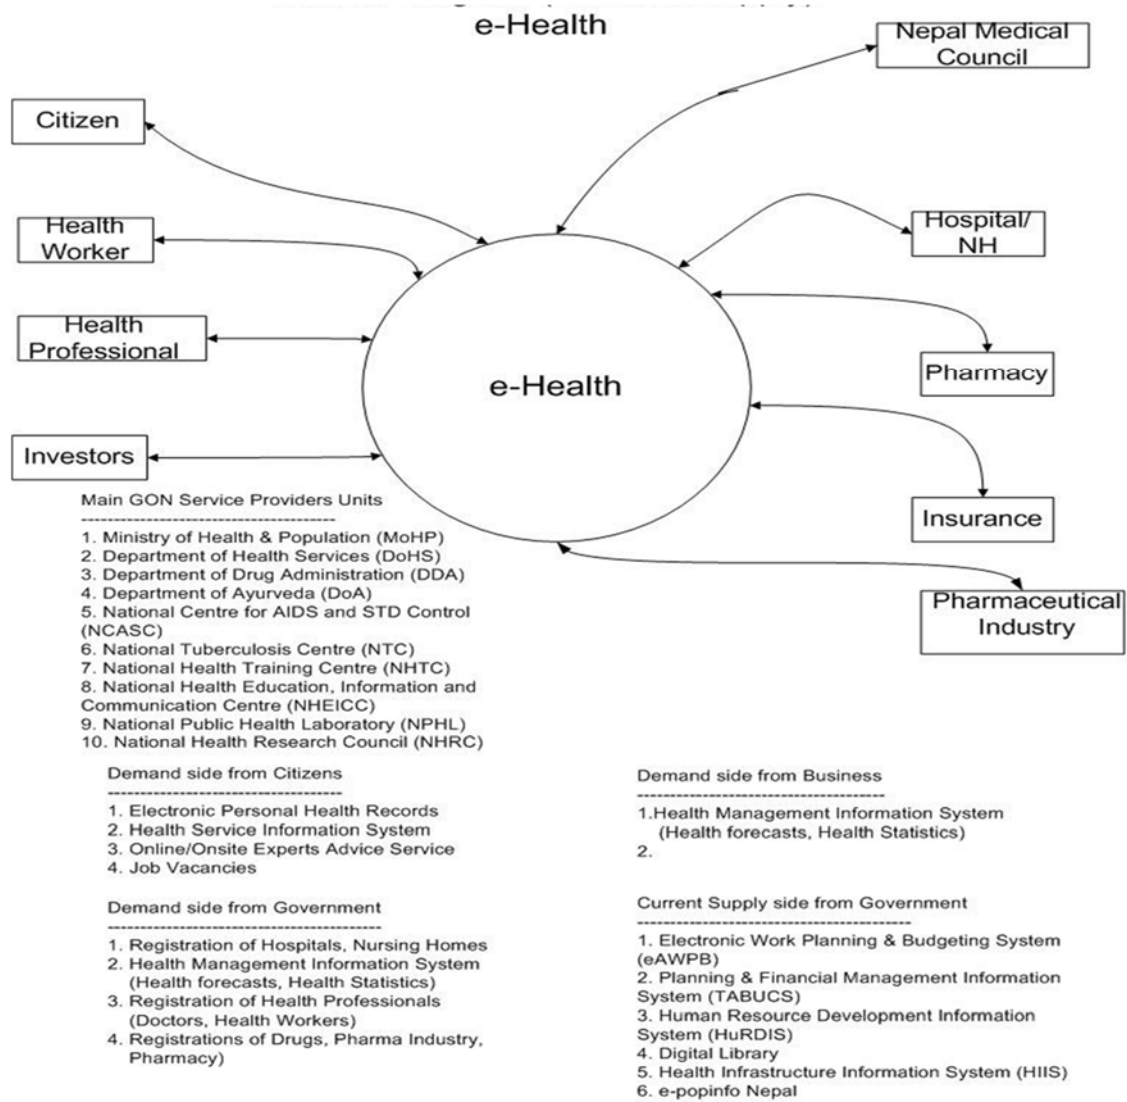 e-Health
Nepal Medical
Council
Citizen
Health
Worker
Hospital/
NH
Health
Professional
Pharmacy
e-Health
Investors
Insurance
Pharmaceutical
Industry
Main GON Service Providers Units
---------------------------------------
1. Ministry of Health & Population (MoHP)
2. Department of Health Services (DoHS)
3. Department of Drug Administration (DDA)
4. Department of Ayurveda (DoA)
5. National Centre for AIDS and STD Control
(NCASC)
6. National Tuberculosis Centre (NTC)
7. National Health Training Centre (NHTC)
8. National Health Education, Information and
Communication Centre (NHEICC)
9. National Public Health Laboratory (NPHL)
10. National Health Research Council (NHRC)
Demand side from Citizens
------------------------------------
1. Electronic Personal Health Records
2. Health Service Information System
3. Online/Onsite Experts Advice Service
4. Job Vacancies
Demand side from Business
--------------------------------------
1.Health Management Information System
(Health forecasts, Health Statistics)
2.
Demand side from Government
------------------------------------------
1. Registration of Hospitals, Nursing Homes
2. Health Management Information System
(Health forecasts, Health Statistics)
3. Registration of Health Professionals
(Doctors, Health Workers)
4. Registrations of Drugs, Pharma Industry,
Pharmacy)
Current Supply side from Government
------------------------------------------
1. Electronic Work Planning & Budgeting System
(eAWPB)
2. Planning & Financial Management Information
System (TABUCS)
3. Human Resource Development Information
System (HuRDIS)
4. Digital Library
5. Health Infrastructure Information System (HIIS)
6. e-popinfo Nepal